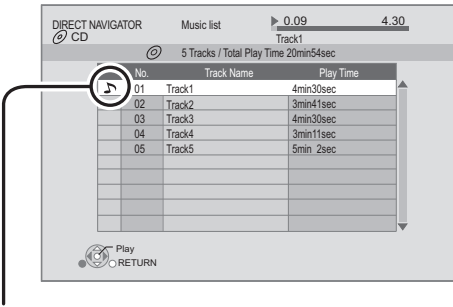 DIRECT NAVIGATOR Music list 0.09 4.30
CD Track1
5 Tracks / Total Play Time 20min54sec
No. Track Name Play Time
01 Track1 4min30sec
02 Track2 3min41sec
03 Track3 4min30sec
04 Track4 3min11sec
05 Track5 5min 2sec
Play
RETURN